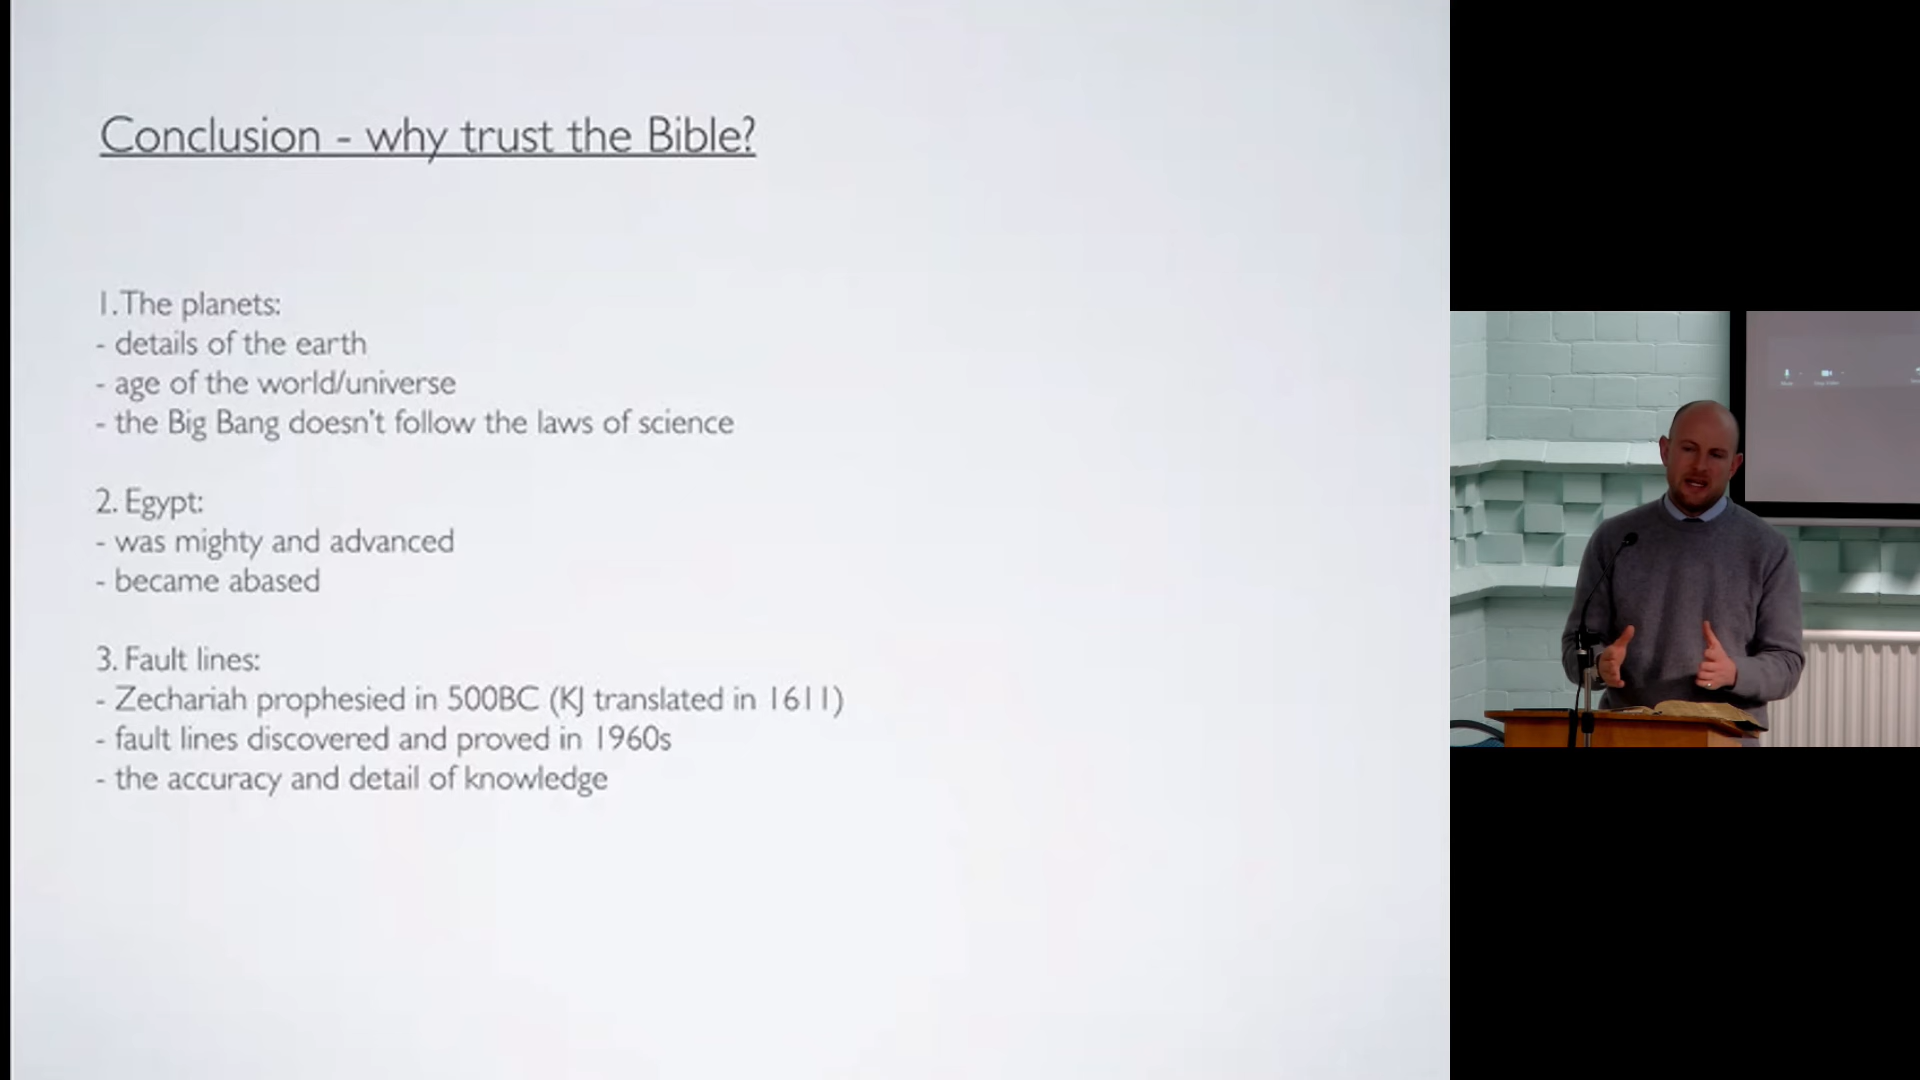 Conclusion - why trust the Bible?
1. The planets:
- details of the earth
- age of the world/universe
- the Big Bang doesn't follow the laws of science
2. Egypt:
- was mighty and advanced
- became abased
3. Fault lines:
- Zechariah prophesied in 500BC (KJ translated in 1611)
- fault lines discovered and proved in 1960s
- the accuracy and detail of knowledge